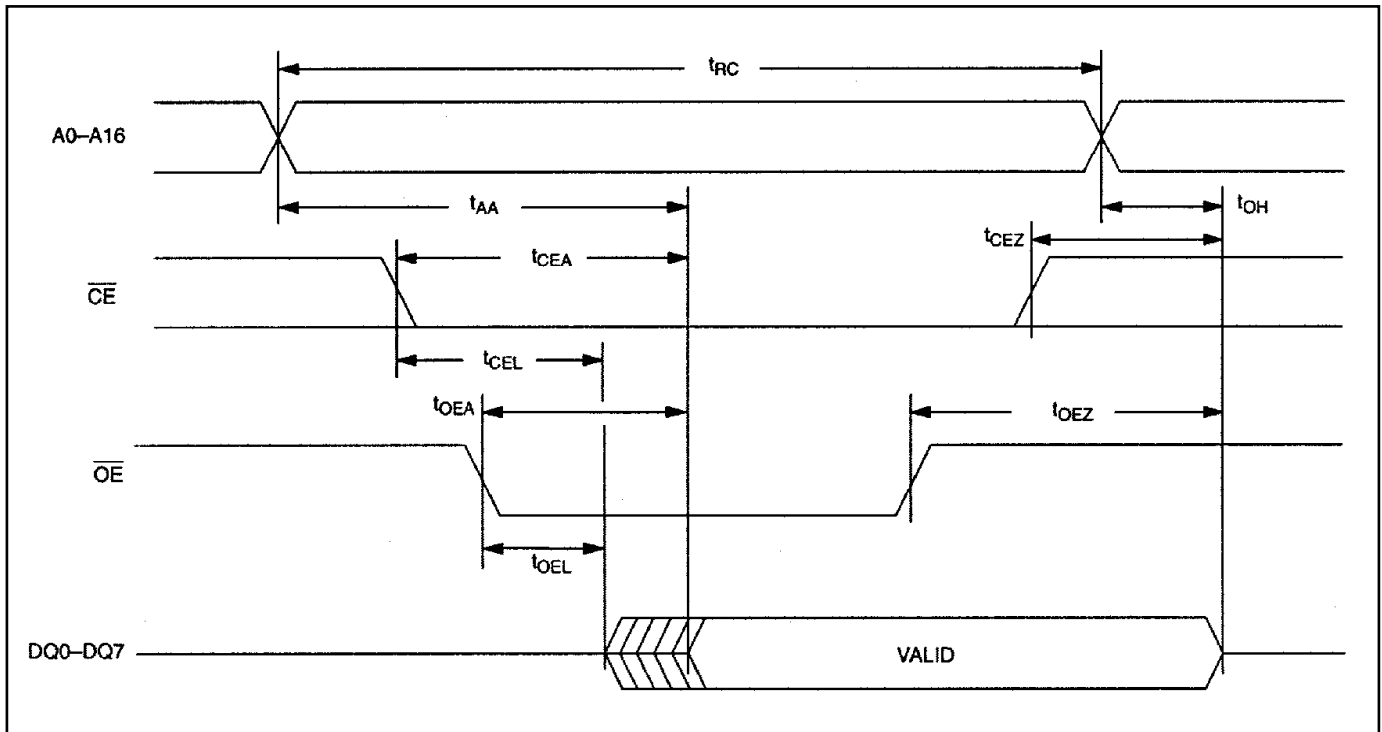 tRC
A0–A16
tAA
tOH
tCEZ
tCEA
CE
tCEL
tOEA
tOEZ
OE
tOEL
DQ0–DQ7
VALID